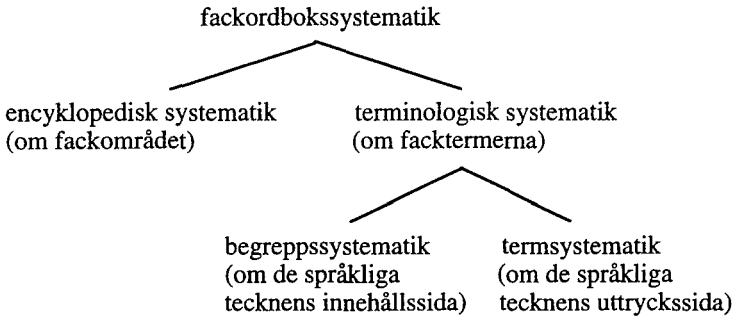 fackordbokssystematik
encyklopedisk systematik
(om fackområdet)
terminologisk systematik
(om facktermerna)
begreppssystematik
(om de språkliga
tecknens innehållssida)
termsystematik
(om de språkliga
tecknens uttryckssida)